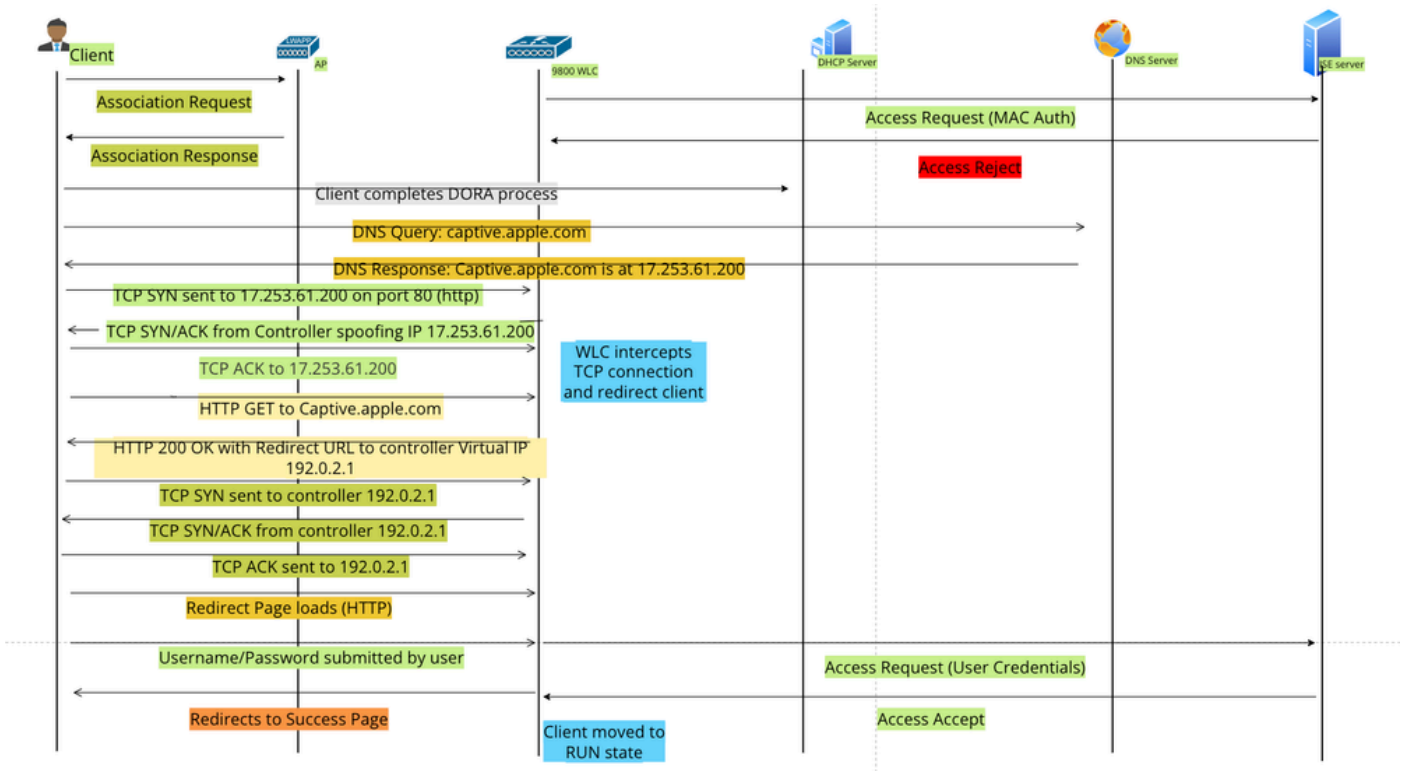 Client
LWAPP
AP
9800 WLC
DHCP Server
DNS Server
ISE server
Association Request
Access Request (MAC Auth)
Association Response
Access Reject
Client completes DORA process
DNS Query: captive.apple.com
DNS Response: Captive.apple.com is at 17.253.61.200
TCP SYN sent to 17.253.61.200 on port 80 (http)
TCP SYN/ACK from Controller spoofing IP 17.253.61.200
WLC intercepts
TCP connection
and redirect client
TCP ACK to 17.253.61.200
HTTP GET to Captive.apple.com
HTTP 200 OK with Redirect URL to controller Virtual IP
192.0.2.1
TCP SYN sent to controller 192.0.2.1
TCP SYN/ACK from controller 192.0.2.1
TCP ACK sent to 192.0.2.1
Redirect Page loads (HTTP)
Username/Password submitted by user
Access Request (User Credentials)
Redirects to Success Page
Access Accept
Client moved to
RUN state